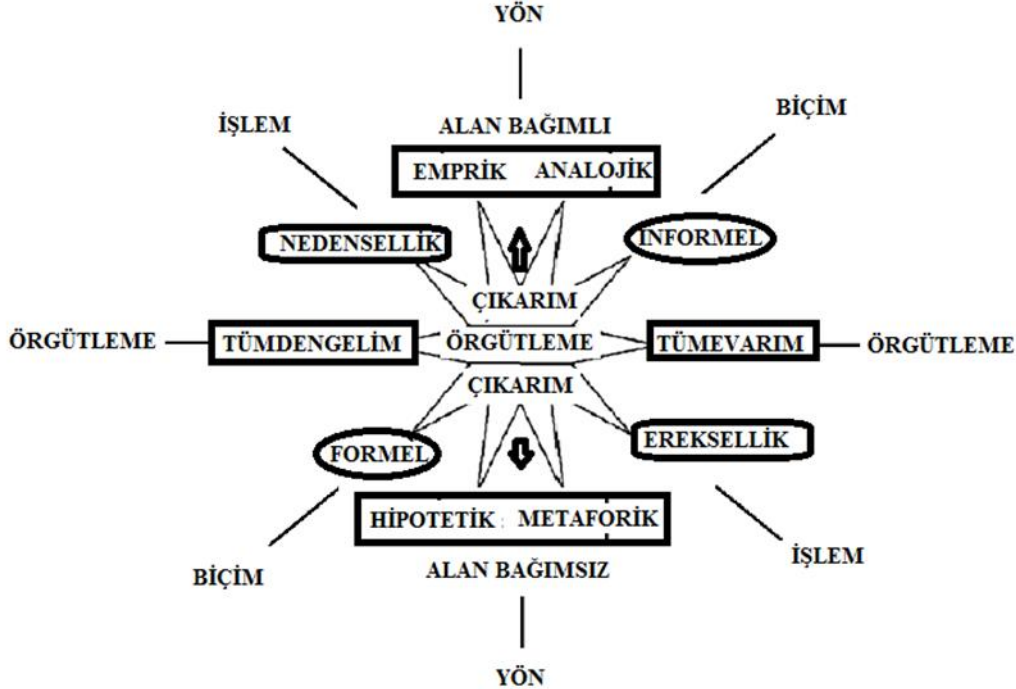 YÖN
BİÇİM
İŞLEM
ALAN BAĞIMLI
EMPRİK ANALOJİK
NEDENSELLİK
İNFORMEL
ÇIKARIM
ÖRGÜTLEME
TÜMDENGELİM
ÖRGÜTLEME
TÜMEVARIM
ÖRGÜTLEME
ÇIKARIM
FORMEL
EREKSELLİK
HİPOTETİK METAFORİK
ALAN BAĞIMSIZ
BİÇİM
İŞLEM
YÖN